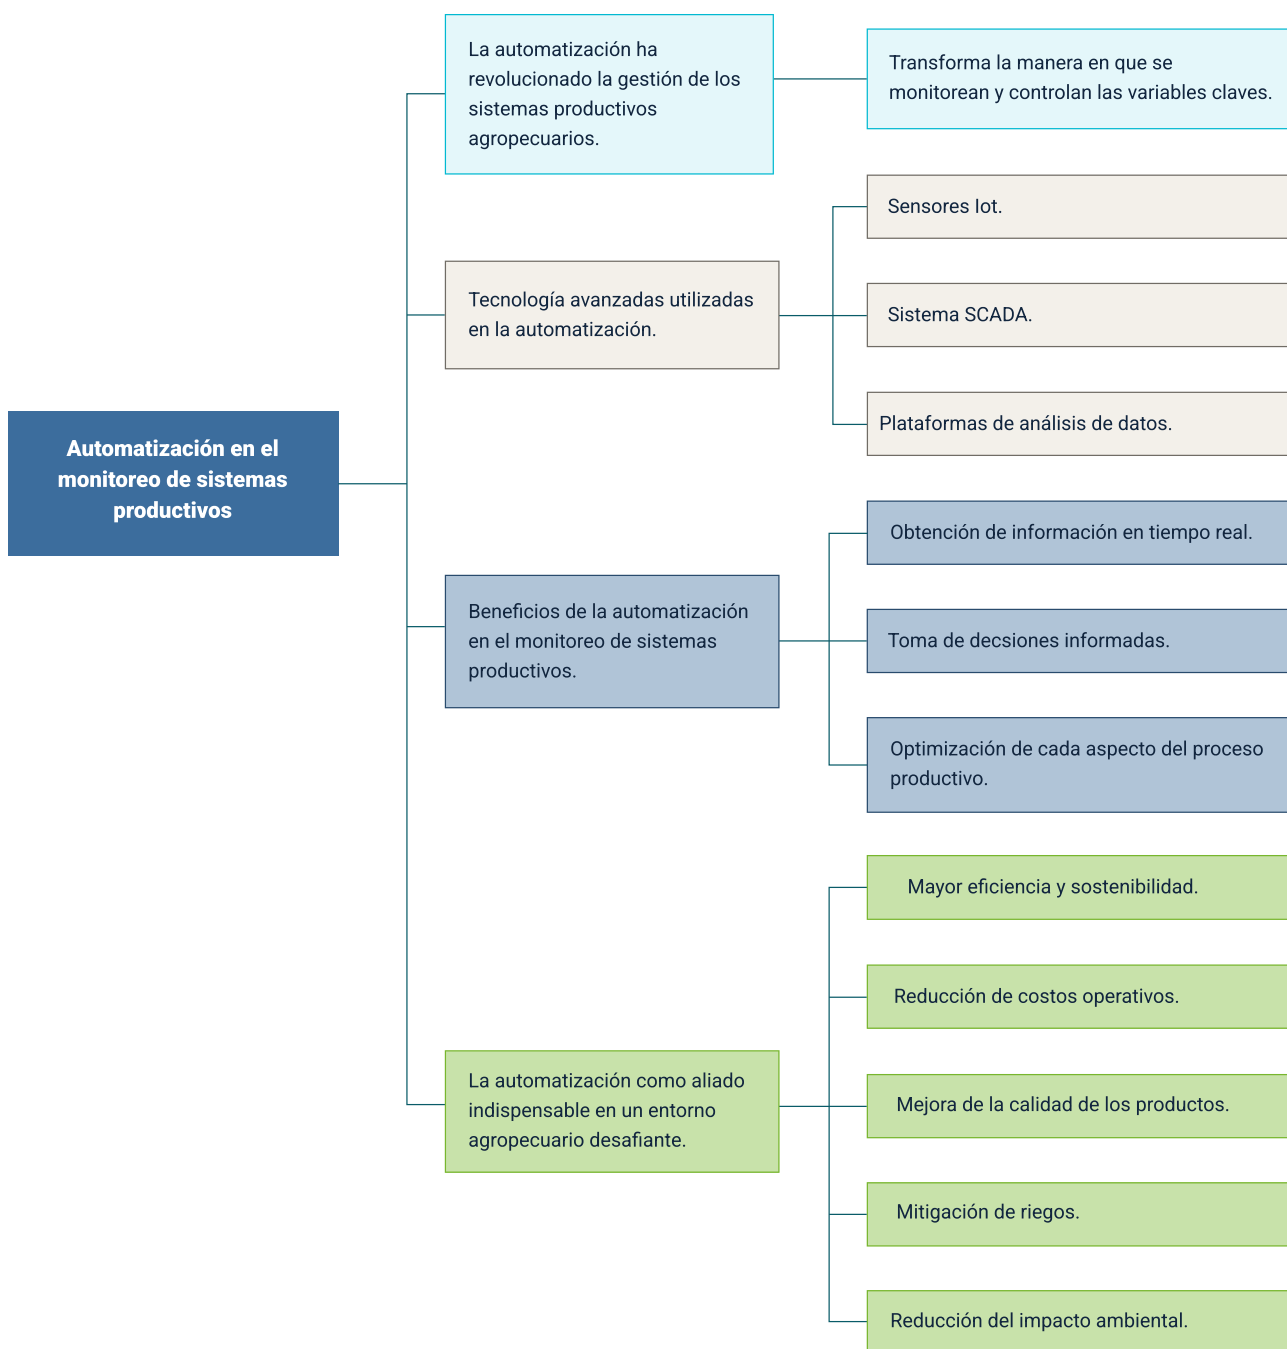 Automatización en el
monitoreo de sistemas
productivos
La automatización ha
revolucionado la gestión de los
sistemas productivos
agropecuarios.
Transforma la manera en que se
monitorean y controlan las variables claves.
Tecnología avanzadas utilizadas
en la automatización.
Sensores Iot.
Sistema SCADA.
Plataformas de análisis de datos.
Beneficios de la automatización
en el monitoreo de sistemas
productivos.
Obtención de información en tiempo real.
Toma de decsiones informadas.
Optimización de cada aspecto del proceso
productivo.
La automatización como aliado
indispensable en un entorno
agropecuario desafiante.
Mayor eficiencia y sostenibilidad.
Reducción de costos operativos.
Mejora de la calidad de los productos.
Mitigación de riegos.
Reducción del impacto ambiental.